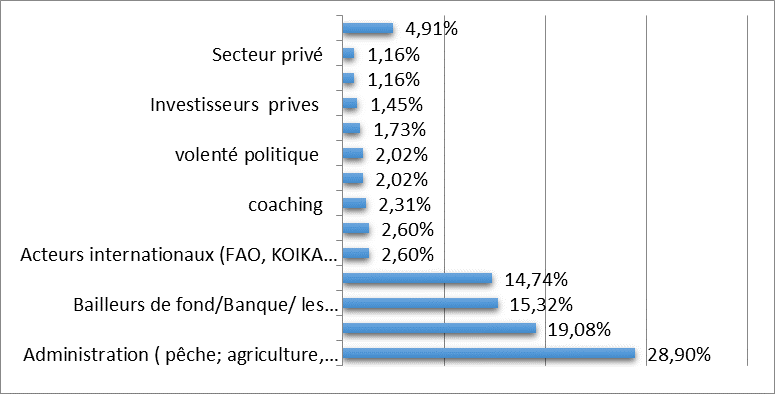 4,91%
Secteur privé 1,16%
1,16%
Investisseurs prives 1,45%
1,73%
volenté politique 2,02%
2,02%
coaching 2,31%
2,60%
Acteurs internationaux (FAO, KOIKA... 2,60%
14,74%
Bailleurs de fond/Banque/ les... 15,32%
19,08%
Administration ( pêche; agriculture,... 28,90%